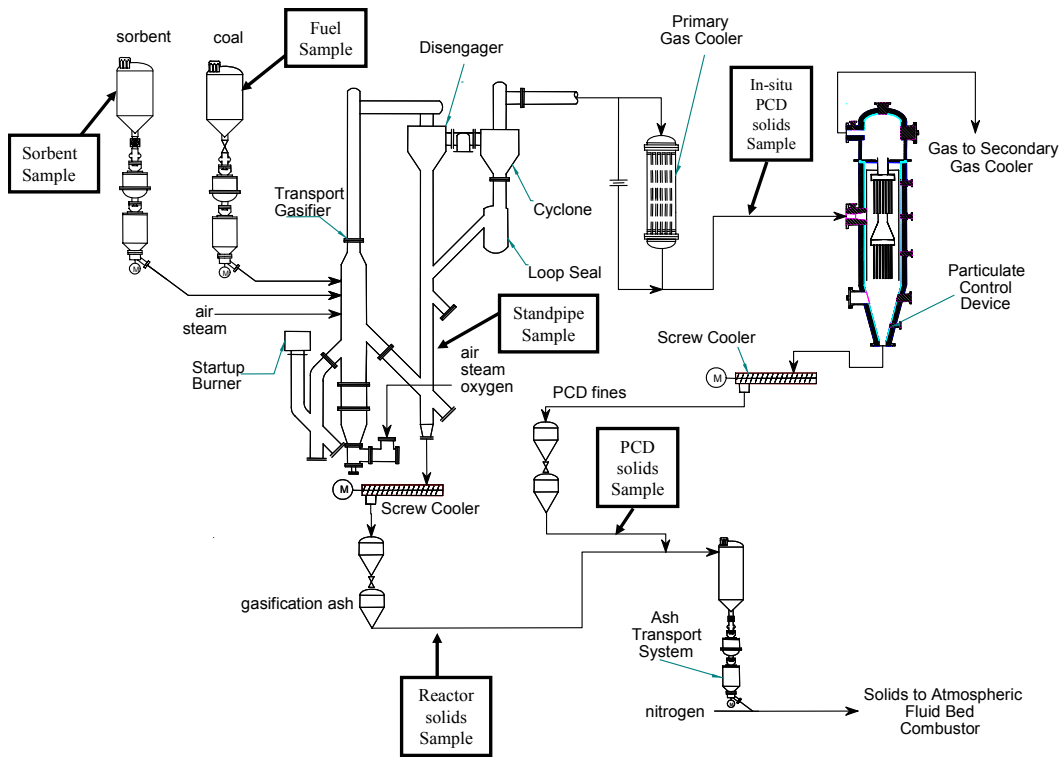 sorbent
coal
Fuel
Sample
Disengager
Primary
Gas Cooler
In-situ
PCD
solids
Sample
Gas to Secondary
Gas Cooler
Sorbent
Sample
Transport
Gasifier
Cyclone
Loop Seal
M
M
air
steam
Startup
Burner
Standpipe
Sample
air
steam
oxygen
Particulate
Control
Device
Screw Cooler
M
PCD fines
PCD
solids
Sample
M
Screw Cooler
gasification ash
Ash
Transport
System
Reactor
solids
Sample
M
nitrogen
Solids to Atmospheric
Fluid Bed
Combustor